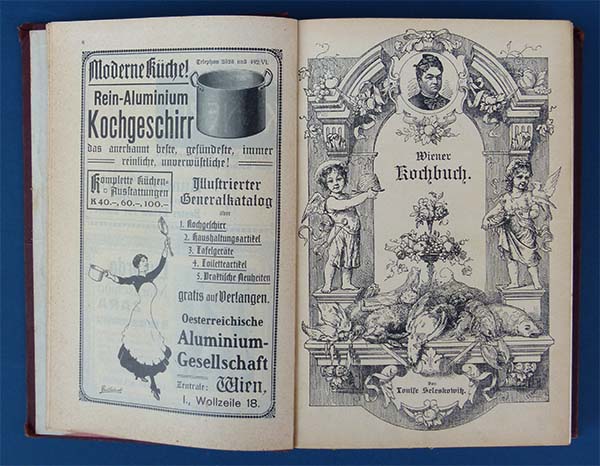 Telephon 2526 und 492/VI.
Moderne Küche!
Rein-Aluminium
Kochgeschirr
das anerkannt beste, gesündeste, immer
reinliche, unverwüstliche!
Komplette Küchen-
Ausstattungen
K 40.–, 60.–, 100.–
Illustrierter
Generalkatalog
über
1. Kochgeschirr
2. Haushaltungsartikel
3. Tafelgeräte
4. Toiletteartikel
5. Praktische Neuheiten
gratis auf Verlangen.
Oesterreichische
Aluminium-
Gesellschaft
Zentrale: Wien,
I., Wollzeile 18.
Wiener
Kochbuch.
Von
Louise Seleskowitz.